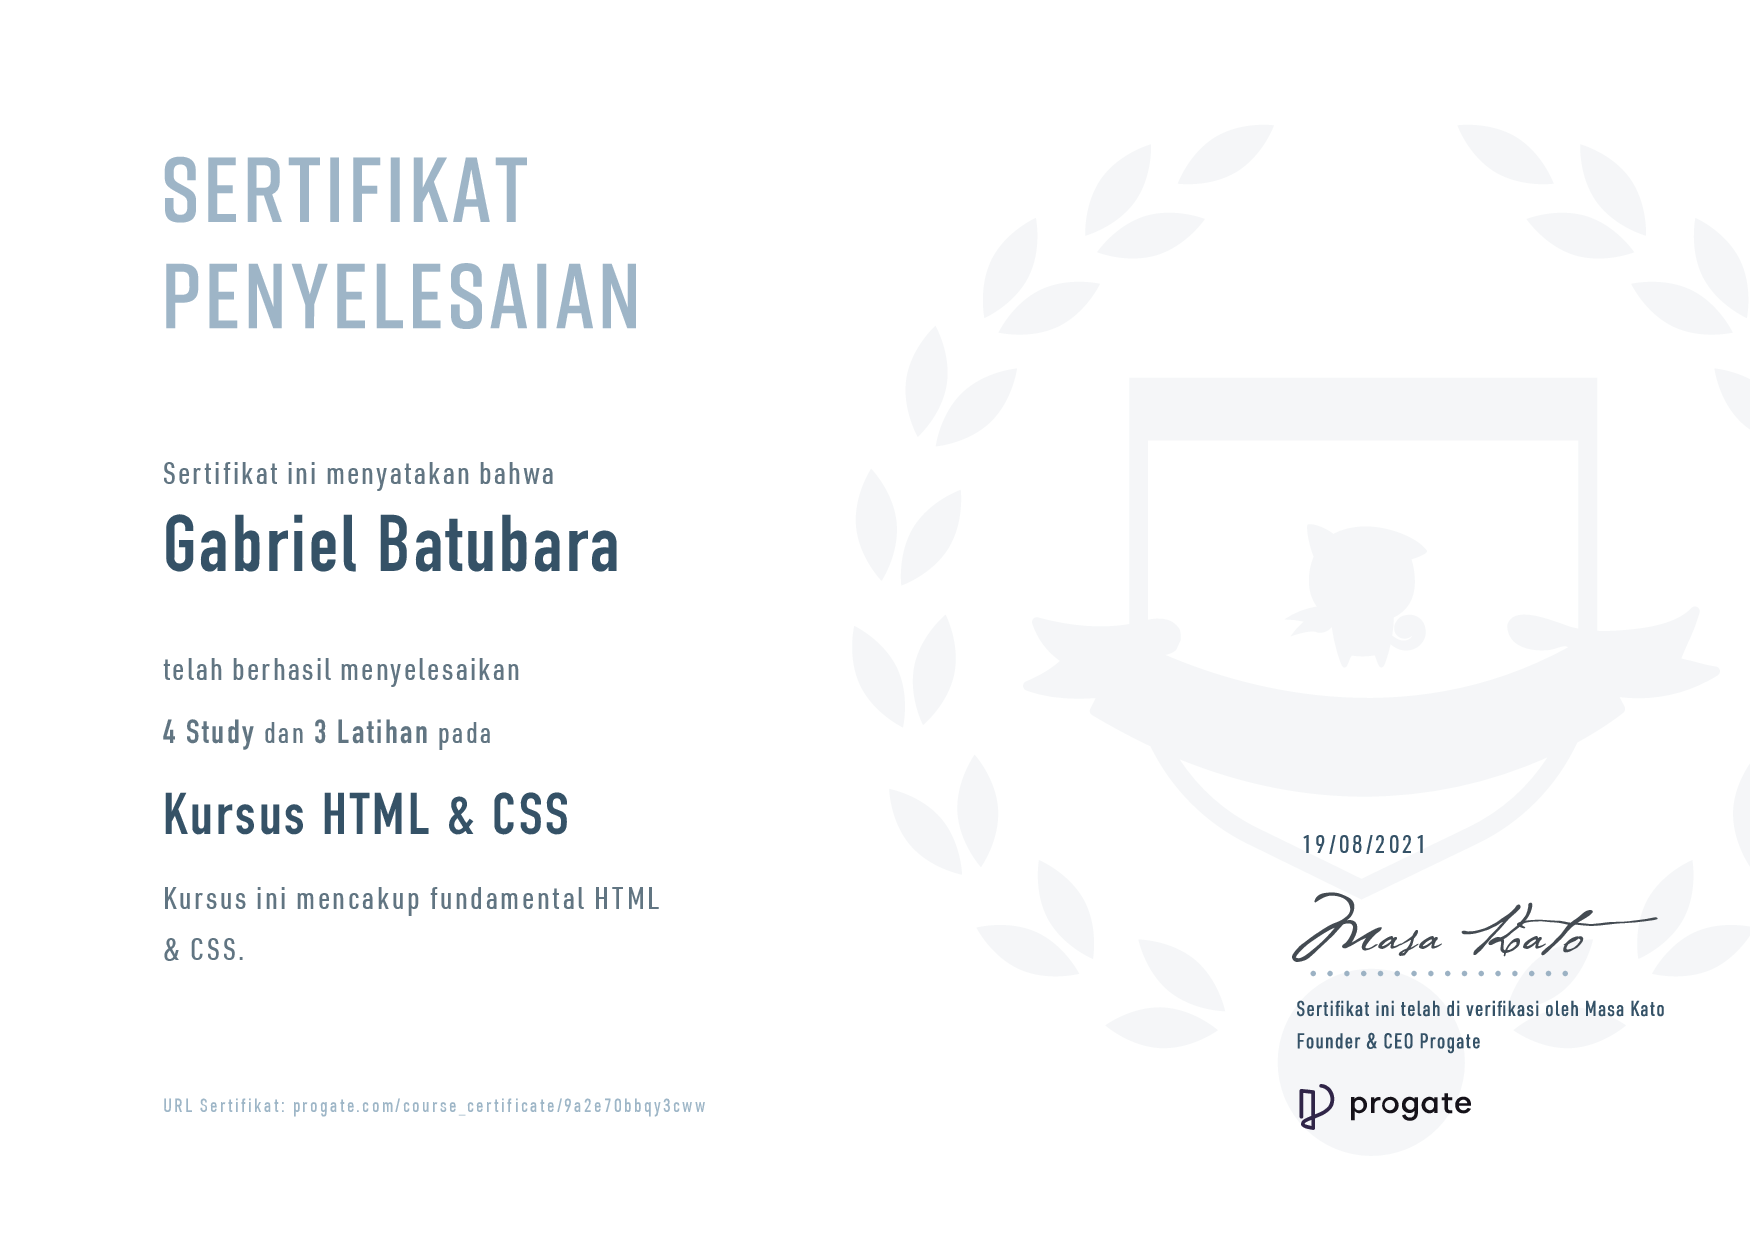 SERTIFIKAT
PENYELESAIAN
Sertifikat ini menyatakan bahwa
Gabriel Batubara
telah berhasil menyelesaikan
4 Study dan 3 Latihan pada
Kursus HTML & CSS
Kursus ini mencakup fundamental HTML
& CSS.
URL Sertifikat: progate.com/course_certificate/9a2e70bbqy3cww
19/08/2021
Masa Kato
Sertifikat ini telah di verifikasi oleh Masa Kato
Founder & CEO Progate
progate